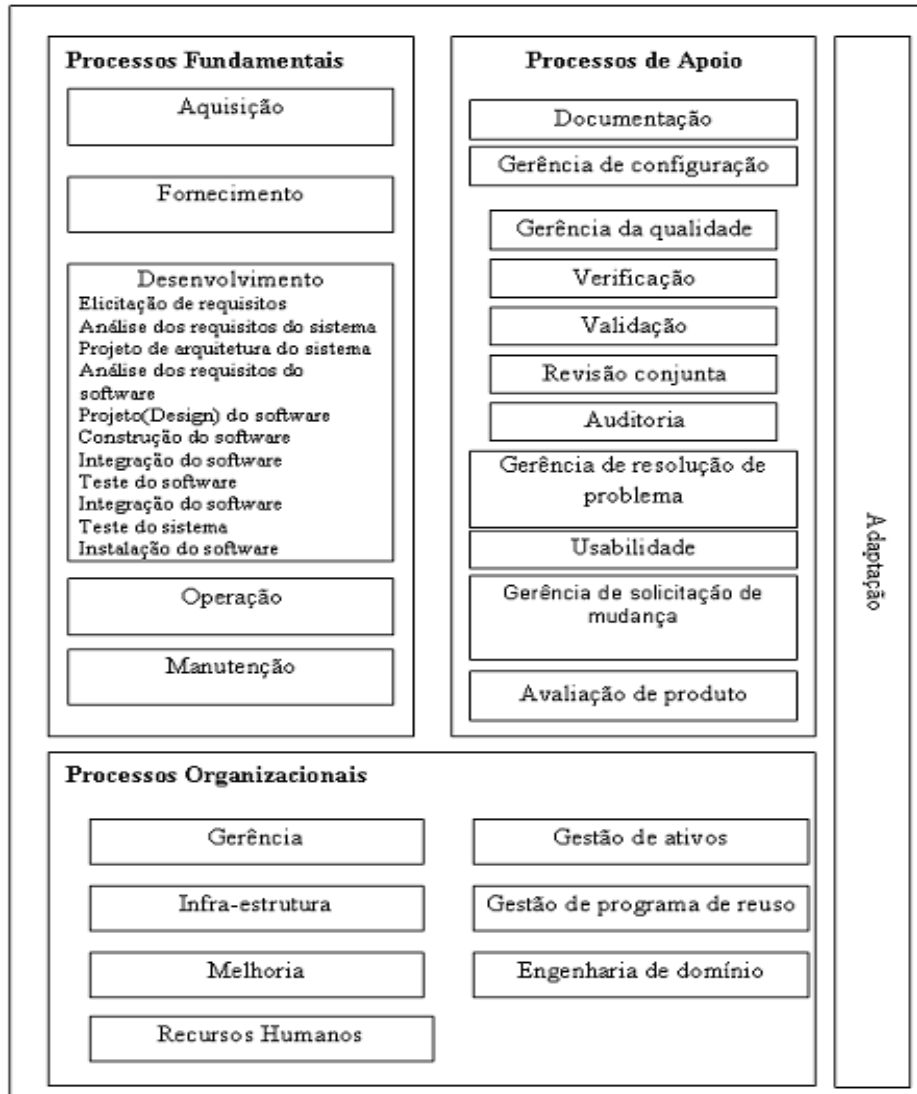 Processos Fundamentais
Aquisição
Fornecimento
Desenvolvimento
Elicitação de requisitos
Análise dos requisitos do sistema
Projeto de arquitetura do sistema
Análise dos requisitos do
software
Projeto(Design) do software
Construção do software
Integração do software
Teste do software
Integração do software
Teste do sistema
Instalação do software
Operação
Manutenção
Processos de Apoio
Documentação
Gerência de configuração
Gerência da qualidade
Verificação
Validação
Revisão conjunta
Auditoria
Gerência de resolução de
problema
Usabilidade
Gerência de solicitação de
mudança
Avaliação de produto
Processos Organizacionais
Gerência
Infra-estrutura
Melhoria
Recursos Humanos
Gestão de ativos
Gestão de programa de reuso
Engenharia de domínio
Adaptação